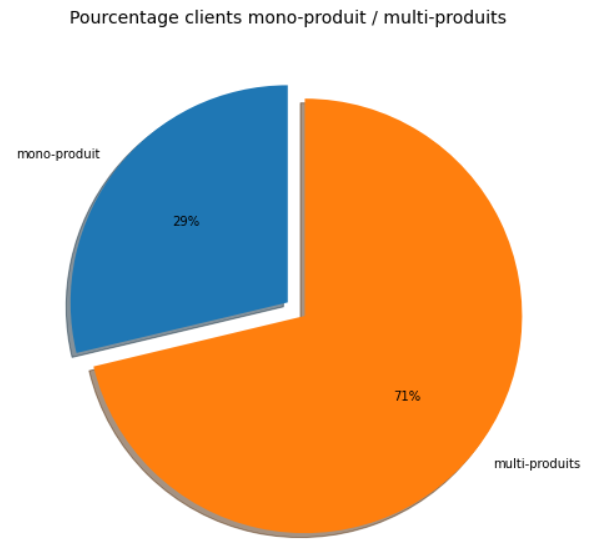 Pourcentage clients mono-produit / multi-produits
mono-produit
29%
71%
multi-produits